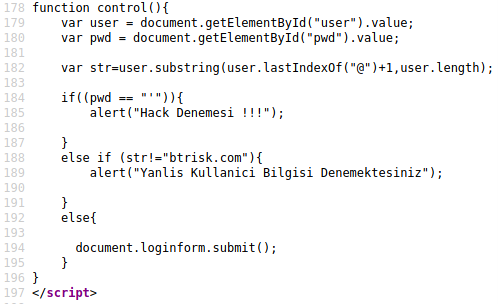 178 function control(){
179     var user = document.getElementById("user").value;
180     var pwd = document.getElementById("pwd").value;
181
182     var str=user.substring(user.lastIndexOf("@")+1,user.length);
183
184     if((pwd == "'")){
185         alert("Hack Denemesi !!!");
186
187     }
188     else if (str!="btrisk.com"){
189         alert("Yanlis Kullanici Bilgisi Denemektesiniz");
190
191     }
192     else{
193
194       document.loginform.submit();
195     }
196 }
197 </script>